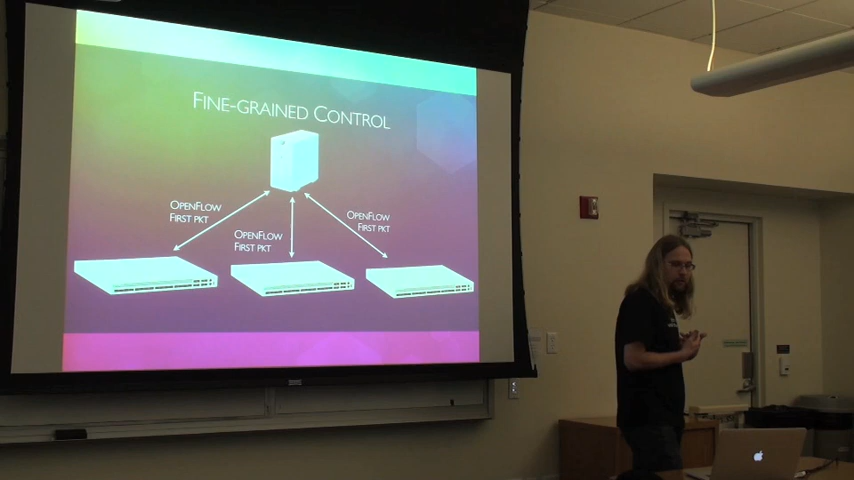 FINE-GRAINED CONTROL
OPENFLOW
FIRST PKT
OPENFLOW
FIRST PKT
OPENFLOW
FIRST PKT